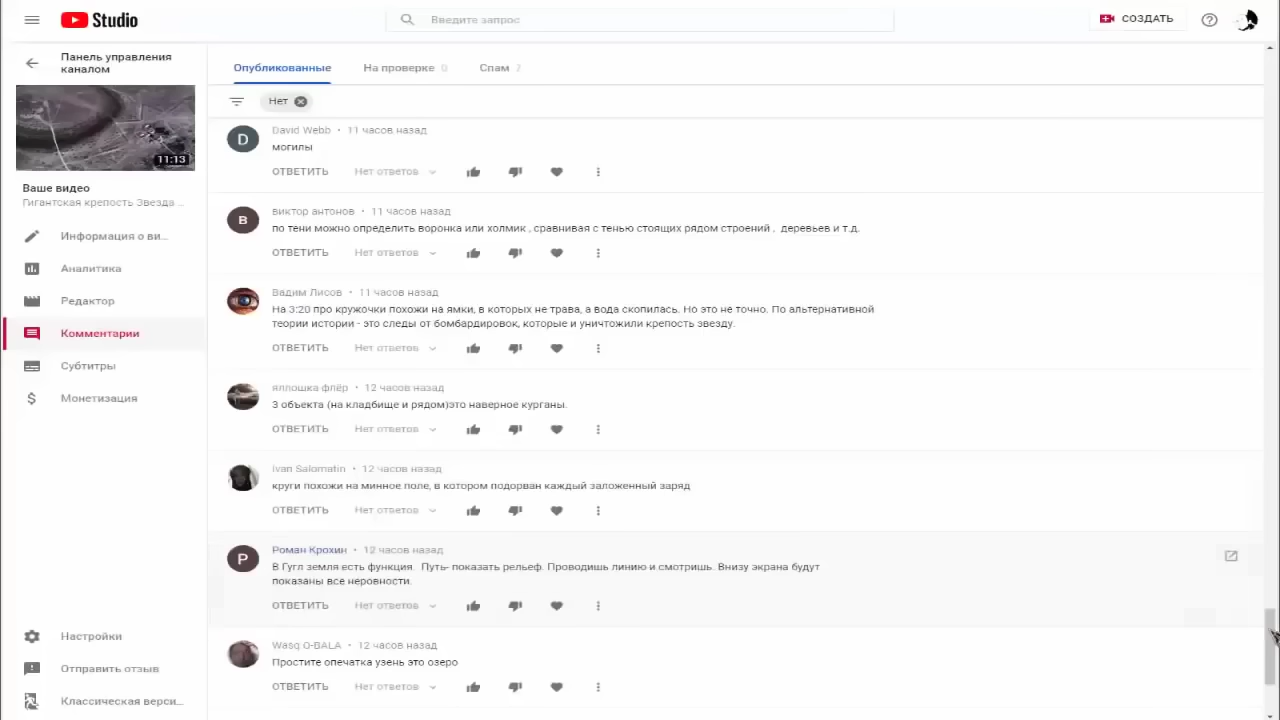 Studio
Введите запрос
СОЗДАТЬ
Панель управления
каналом
11:13
Ваше видео
Гигантская крепость Звезда ...
Информация о ви...
Аналитика
Редактор
Комментарии
Субтитры
Монетизация
Настройки
Отправить отзыв
Классическая верси...
Опубликованные
На проверке 0
Спам
Нет
D
David Webb • 11 часов назад
могилы
ОТВЕТИТЬ Нет ответов
В
виктор антонов • 11 часов назад
по тени можно определить воронка или холмик , сравнивая с тенью стоящих рядом строений , деревьев и т.д.
ОТВЕТИТЬ Нет ответов
Вадим Лисов • 11 часов назад
На 3:20 про кружочки похожи на ямки, в которых не трава, а вода скопилась. Но это не точно. По альтернативной
теории истории - это следы от бомбардировок, которые и уничтожили крепость звезду.
ОТВЕТИТЬ Нет ответов
яллошка флёр • 12 часов назад
3 объекта (на кладбище и рядом)это наверное курганы.
ОТВЕТИТЬ Нет ответов
Ivan Salomatin • 12 часов назад
круги похожи на минное поле, в котором подорван каждый заложенный заряд
ОТВЕТИТЬ Нет ответов
Р
Роман Крохин • 12 часов назад
В Гугл земля есть функция. Путь- показать рельеф. Проводишь линию и смотришь. Внизу экрана будут
показаны все неровности.
ОТВЕТИТЬ Нет ответов
Wasq Q-BALA • 12 часов назад
Простите опечатка узень это озеро
ОТВЕТИТЬ Нет ответов